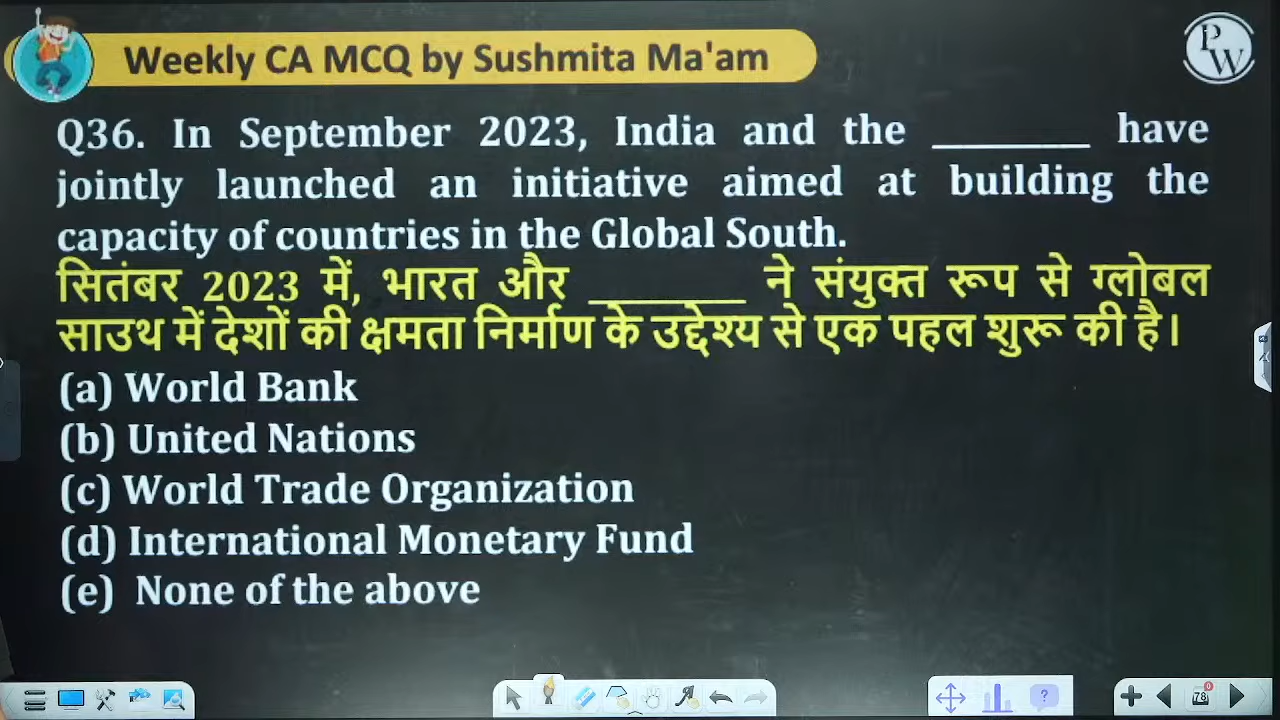 Weekly CA MCQ by Sushmita Ma'am
PW
Q36. In September 2023, India and the ________ have
jointly launched an initiative aimed at building the
capacity of countries in the Global South.
सितंबर 2023 में, भारत और ________ ने संयुक्त रूप से ग्लोबल
साउथ में देशों की क्षमता निर्माण के उद्देश्य से एक पहल शुरू की है।
(a) World Bank
(b) United Nations
(c) World Trade Organization
(d) International Monetary Fund
(e) None of the above
78